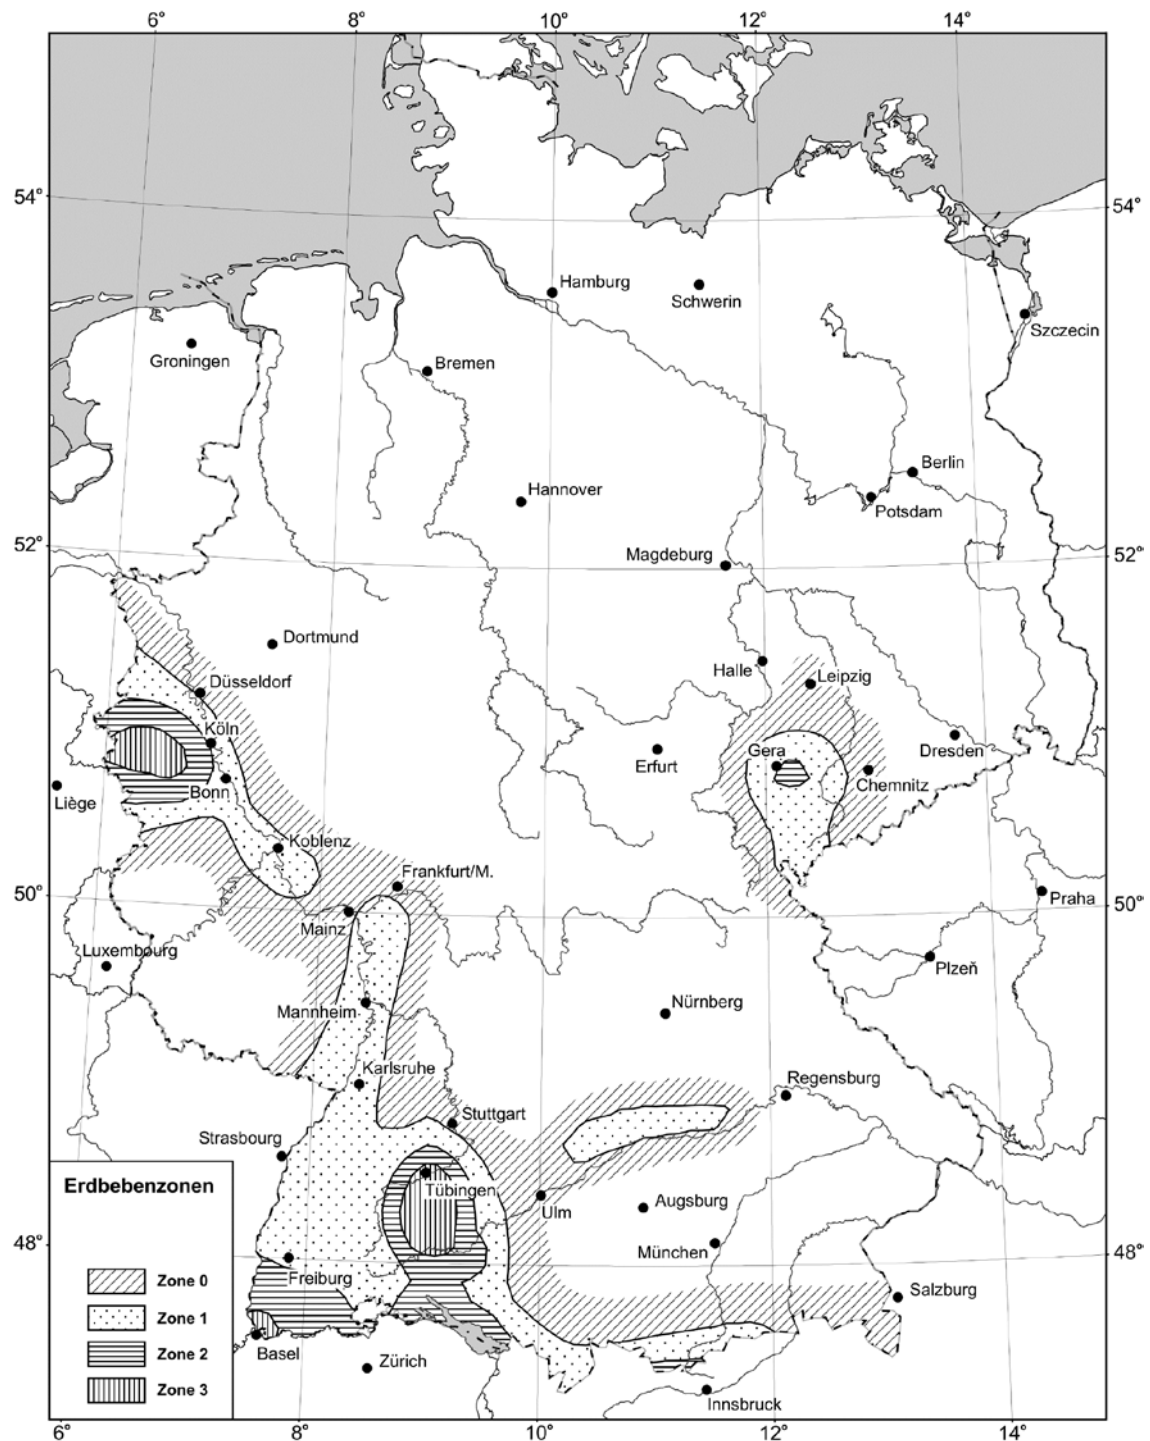 6° 8° 10° 12° 14°
54° 54°
Hamburg
Schwerin
Szczecin
Groningen
Bremen
Berlin
Hannover
Potsdam
52° 52°
Magdeburg
Dortmund
Halle
Leipzig
Düsseldorf
Köln
Gera
Dresden
Erfurt
Chemnitz
Liège
Bonn
Koblenz
Frankfurt/M.
50° 50°
Praha
Mainz
Luxembourg
Plzeň
Nürnberg
Mannheim
Karlsruhe
Regensburg
Stuttgart
Strasbourg
Erdbebenzonen
Tübingen
Augsburg
Ulm
48° 48°
München
Freiburg
Zone 0
Salzburg
Zone 1
Basel
Zone 2
Zürich
Zone 3
Innsbruck
6° 8° 10° 12° 14°